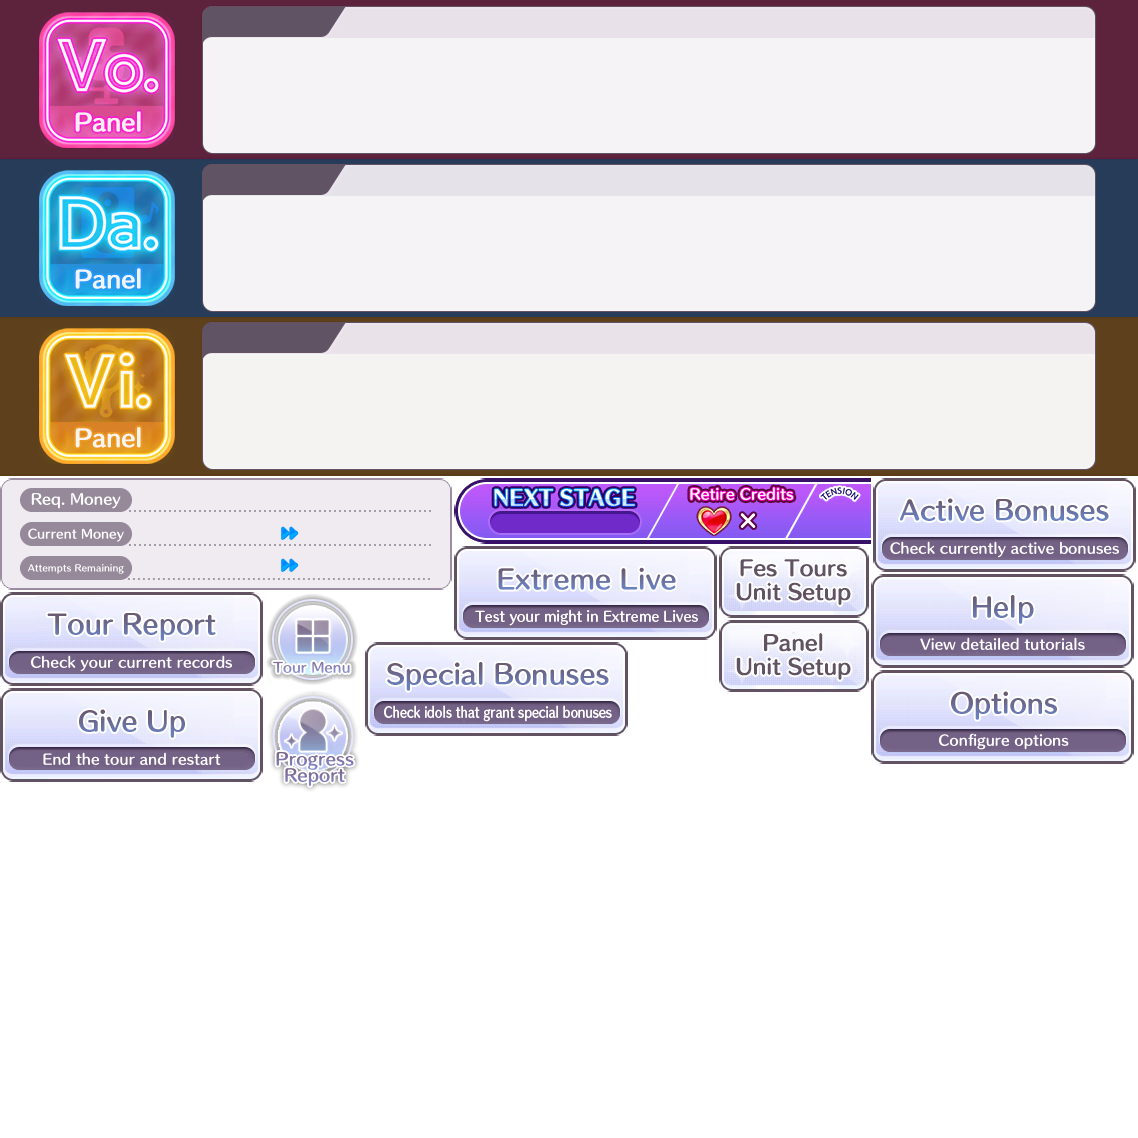 Vo.
Panel
Da.
Panel
Vi.
Panel
Req. Money
Current Money
Attempts Remaining
NEXT STAGE
Retire Credits
TENSION
Active Bonuses
Check currently active bonuses
Extreme Live
Test your might in Extreme Lives
Fes Tours
Unit Setup
Help
View detailed tutorials
Tour Report
Check your current records
Tour Menu
Panel
Unit Setup
Special Bonuses
Check idols that grant special bonuses
Options
Configure options
Give Up
End the tour and restart
Progress
Report